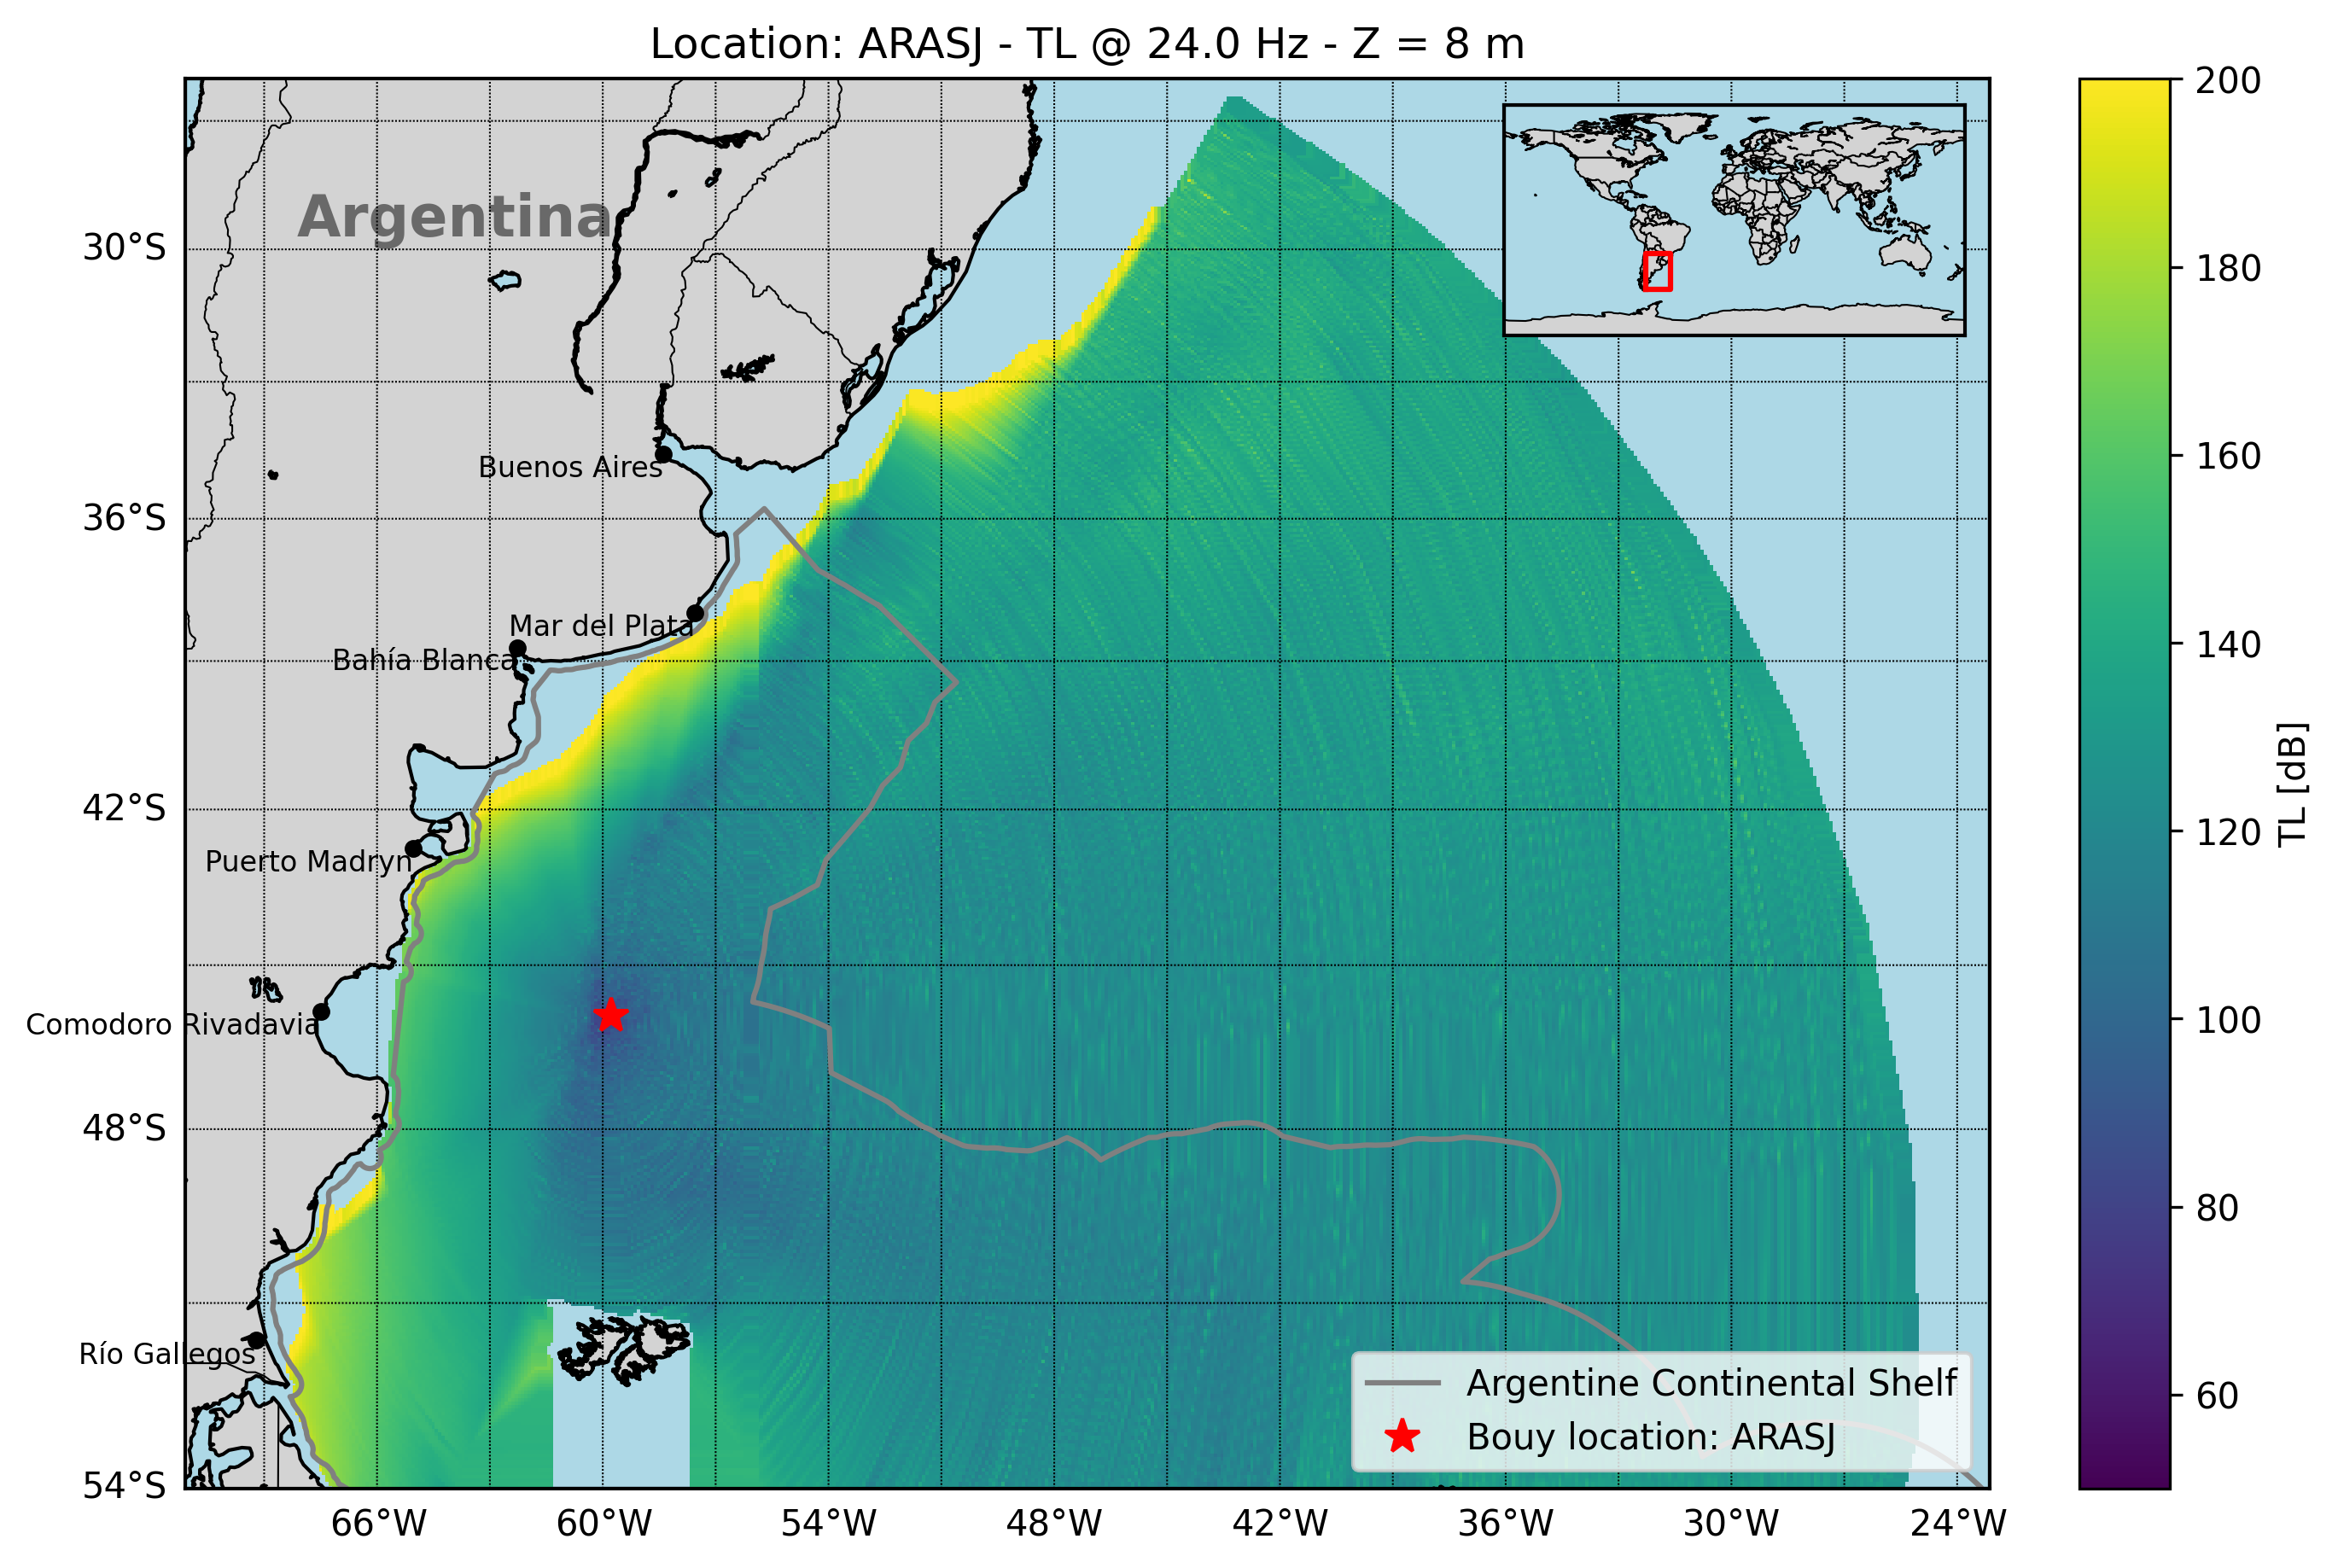 Location: ARASJ - TL @ 24.0 Hz - Z = 8 m
Argentina
30°S
36°S
42°S
48°S
54°S
Buenos Aires
Mar del Plata
Bahía Blanca
Puerto Madryn
Comodoro Rivadavia
Río Gallegos
Argentine Continental Shelf
Bouy location: ARASJ
66°W
60°W
54°W
48°W
42°W
36°W
30°W
24°W
200
180
160
140
120
100
80
60
TL [dB]